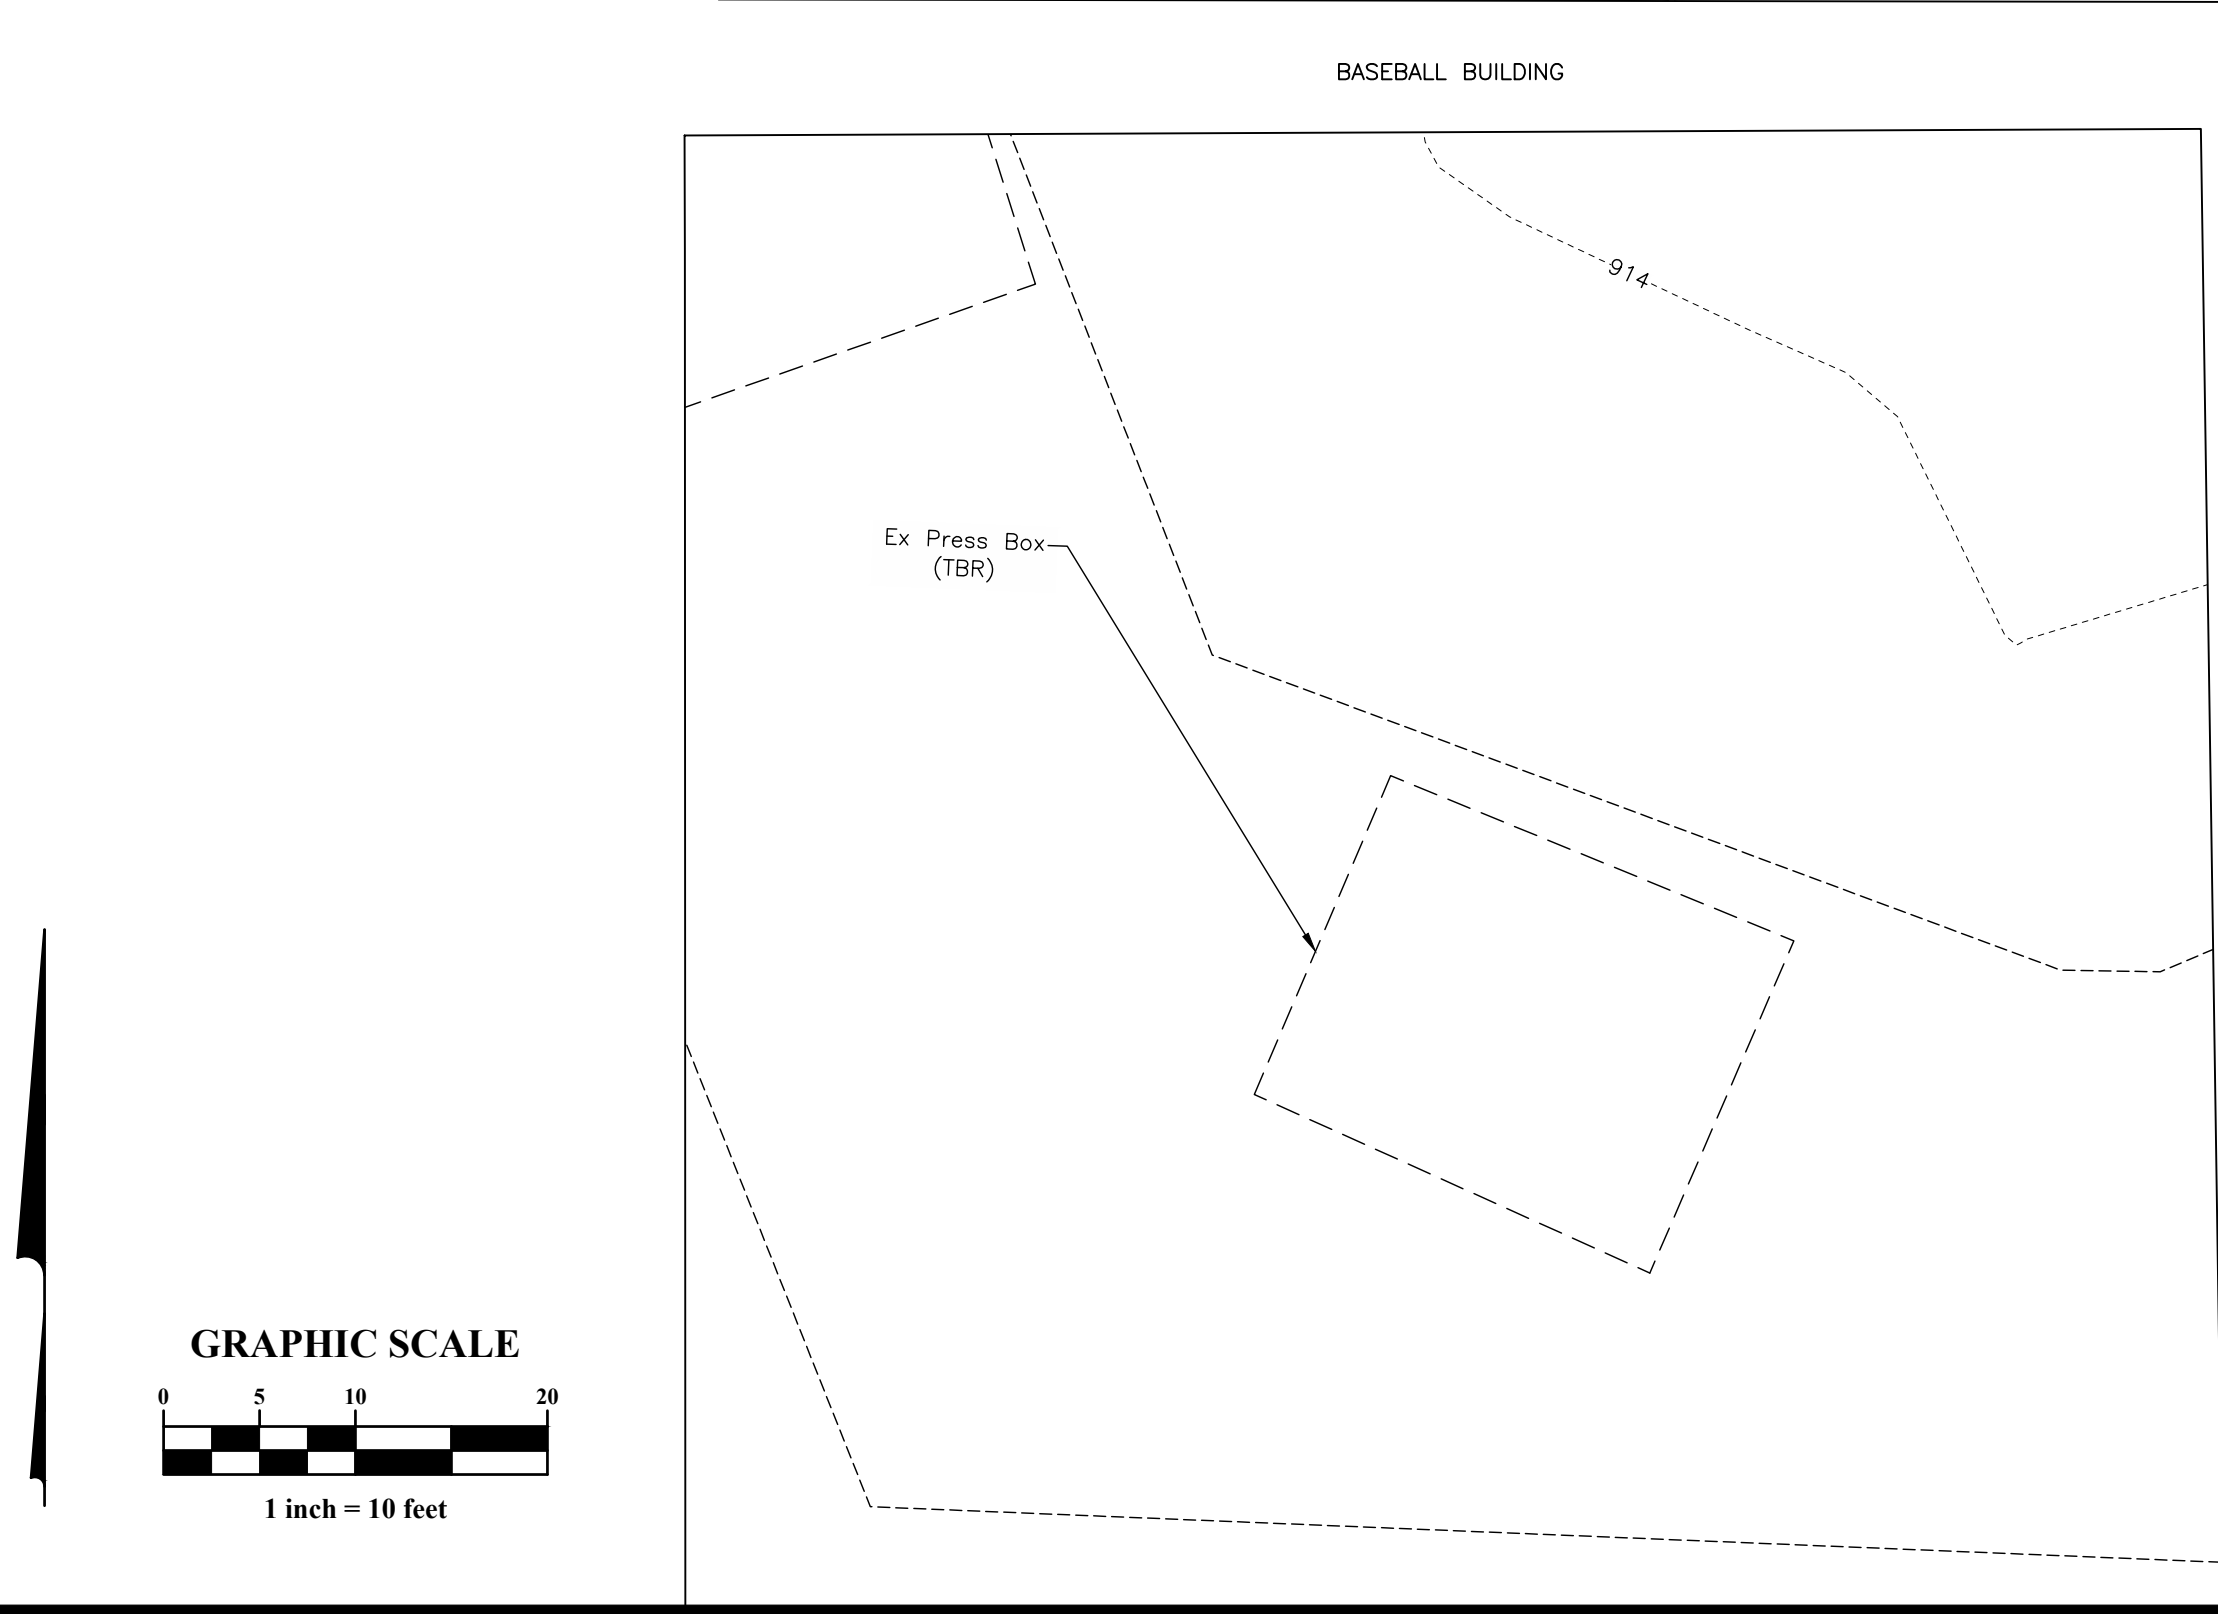 BASEBALL BUILDING
914
Ex Press Box
(TBR)
GRAPHIC SCALE
0 5 10 20
1 inch = 10 feet